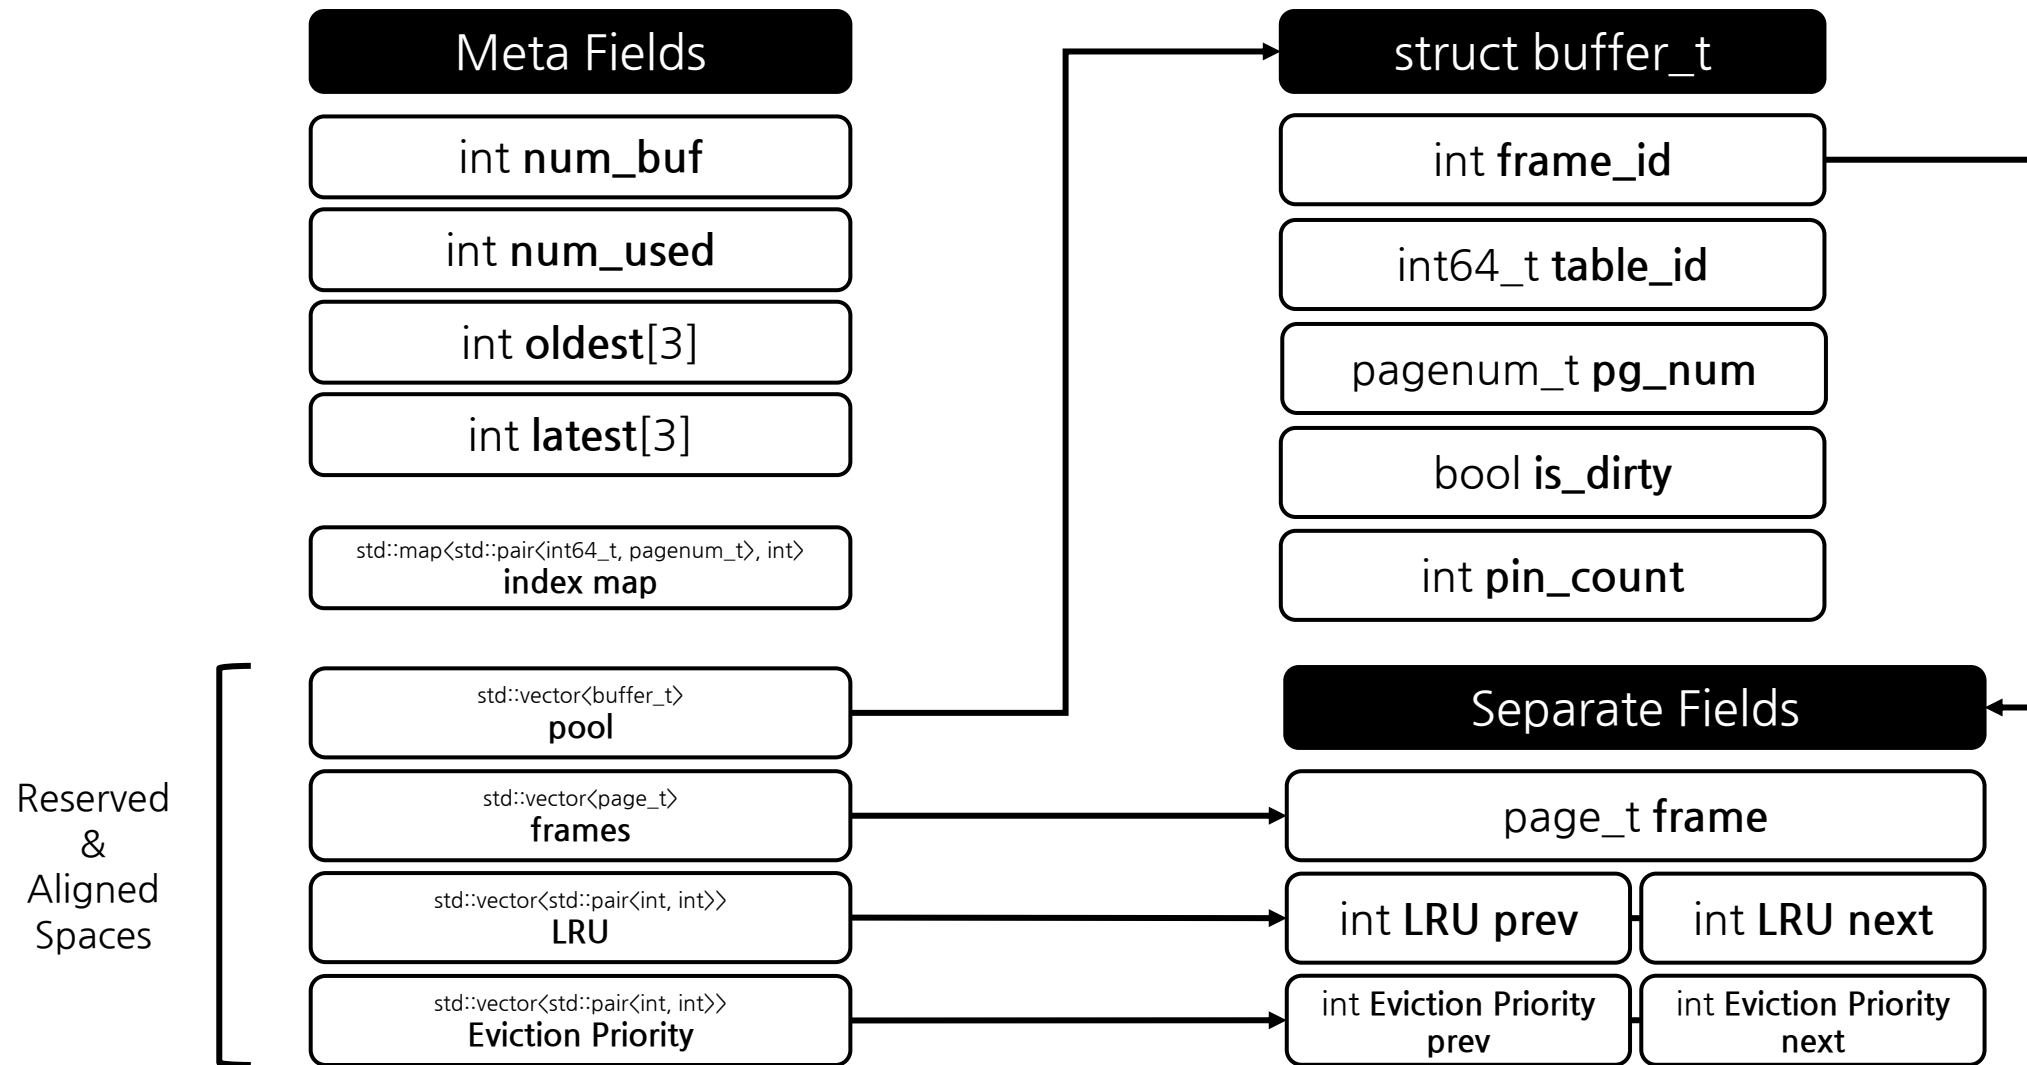 Meta Fields
int num_buf
int num_used
int oldest[3]
int latest[3]
std::map<std::pair<int64_t, pagenum_t>, int>
index map
Reserved
&
Aligned
Spaces
std::vector<buffer_t>
pool
std::vector<page_t>
frames
std::vector<std::pair<int, int>>
LRU
std::vector<std::pair<int, int>>
Eviction Priority
struct buffer_t
int frame_id
int64_t table_id
pagenum_t pg_num
bool is_dirty
int pin_count
Separate Fields
page_t frame
int LRU prev
int LRU next
int Eviction Priority
prev
int Eviction Priority
next